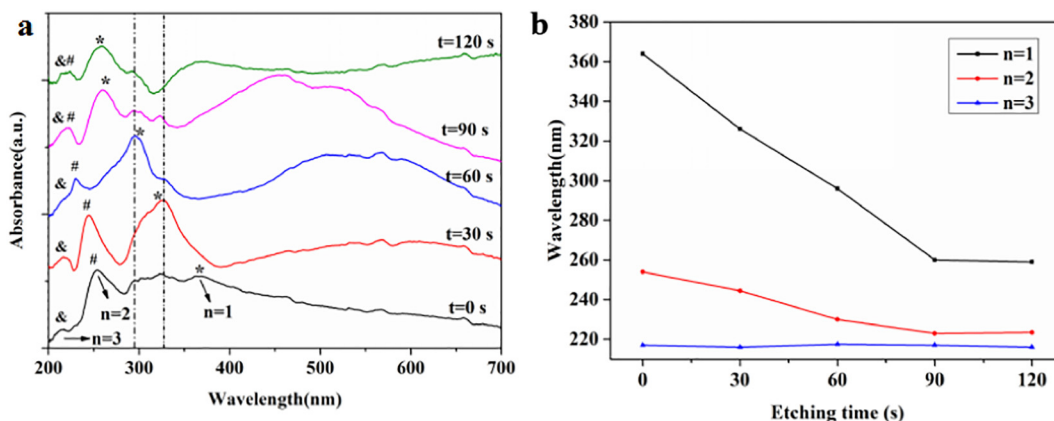 a
& # * t=120 s
& # * t=90 s
& # * t=60 s
& # * t=30 s
& # * t=0 s
n=2
n=1
n=3
Absorbance(a.u.)
200 300 400 500 600 700
Wavelength(nm)
b
380
360
340
320
300
280
260
240
220
Wavelength(nm)
n=1
n=2
n=3
0 30 60 90 120
Etching time (s)